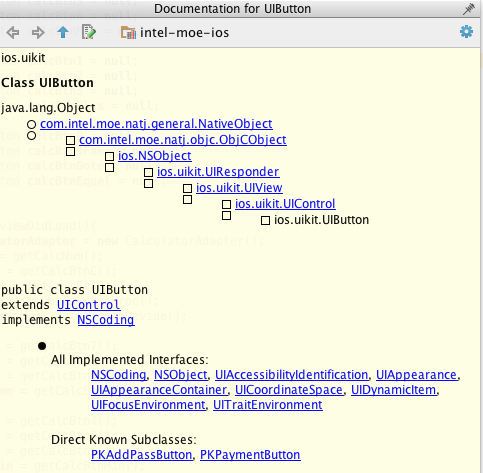 Documentation for UIButton
intel-moe-ios
ios.uikit
Class UIButton
java.lang.Object
com.intel.moe.natj.general.NativeObject
com.intel.moe.natj.objc.ObjCObject
ios.NSObject
ios.uikit.UIResponder
ios.uikit.UIView
ios.uikit.UIControl
ios.uikit.UIButton
public class UIButton
extends UIControl
implements NSCoding
All Implemented Interfaces:
NSCoding, NSObject, UIAccessibilityIdentification, UIAppearance,
UIAppearanceContainer, UICoordinateSpace, UIDynamicItem,
UIFocusEnvironment, UITraitEnvironment
Direct Known Subclasses:
PKAddPassButton, PKPaymentButton